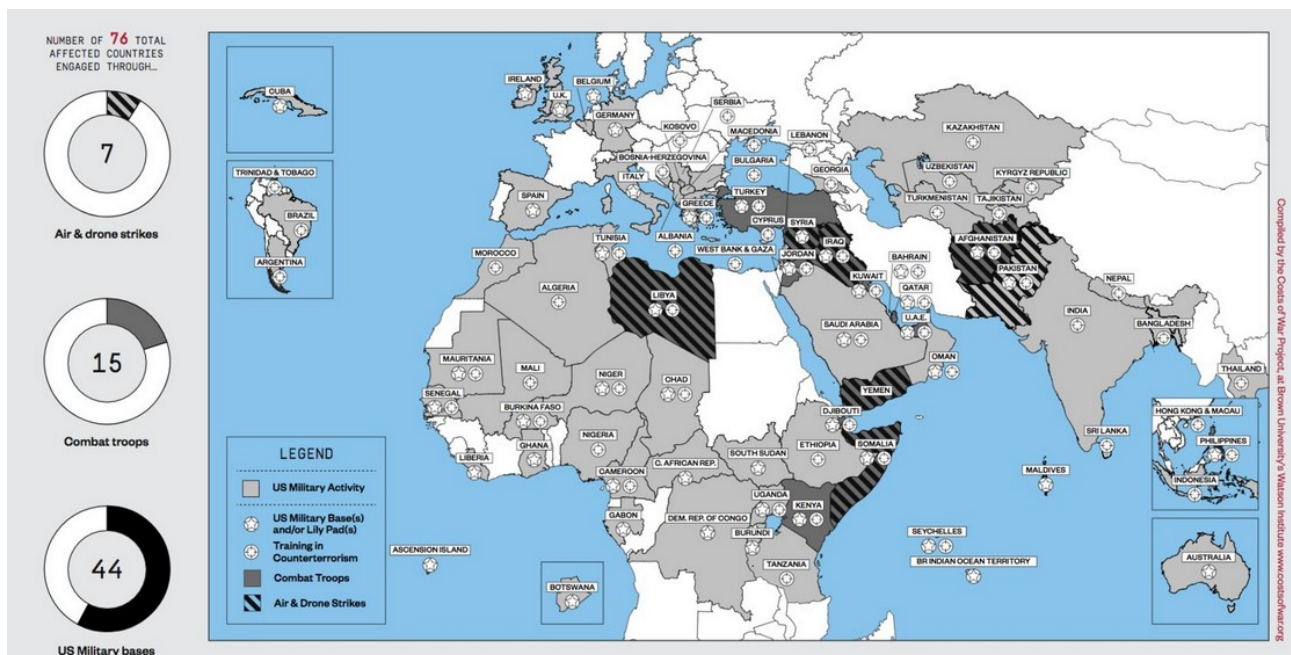 NUMBER OF 76 TOTAL
AFFECTED COUNTRIES
ENGAGED THROUGH...
7
Air & drone strikes
15
Combat troops
44
US Military bases
CUBA
TRINIDAD & TOBAGO
BRAZIL
ARGENTINA
IRELAND
U.K.
BELGIUM
GERMANY
SERBIA
KOSOVO
MACEDONIA
LEBANON
BOSNIA-HERZEGOVINA
BULGARIA
GEORGIA
KAZAKHSTAN
UZBEKISTAN
KYRGYZ REPUBLIC
TURKMENISTAN
TAJIKISTAN
SPAIN
ITALY
GREECE
TURKEY
CYPRUS
SYRIA
IRAQ
AFGHANISTAN
PAKISTAN
MOROCCO
TUNISIA
ALBANIA
WEST BANK & GAZA
JORDAN
KUWAIT
BAHRAIN
QATAR
U.A.E.
NEPAL
INDIA
BANGLADESH
ALGERIA
LIBYA
SAUDI ARABIA
OMAN
THAILAND
MAURITANIA
MALI
NIGER
CHAD
YEMEN
SENEGAL
BURKINA FASO
DJIBOUTI
HONG KONG & MACAU
PHILIPPINES
INDONESIA
LIBERIA
GHANA
NIGERIA
CAMEROON
C. AFRICAN REP.
SOUTH SUDAN
ETHIOPIA
SOMALIA
SRI LANKA
MALDIVES
GABON
DEM. REP. OF CONGO
UGANDA
KENYA
BURUNDI
TANZANIA
SEYCHELLES
BR INDIAN OCEAN TERRITORY
ASCENSION ISLAND
BOTSWANA
AUSTRALIA
LEGEND
US Military Activity
US Military Base(s)
and/or Lily Pad(s)
Training in
Counterterrorism
Combat Troops
Air & Drone Strikes
Compiled by the Costs of War Project, at Brown University's Watson Institute www.costsofwar.org